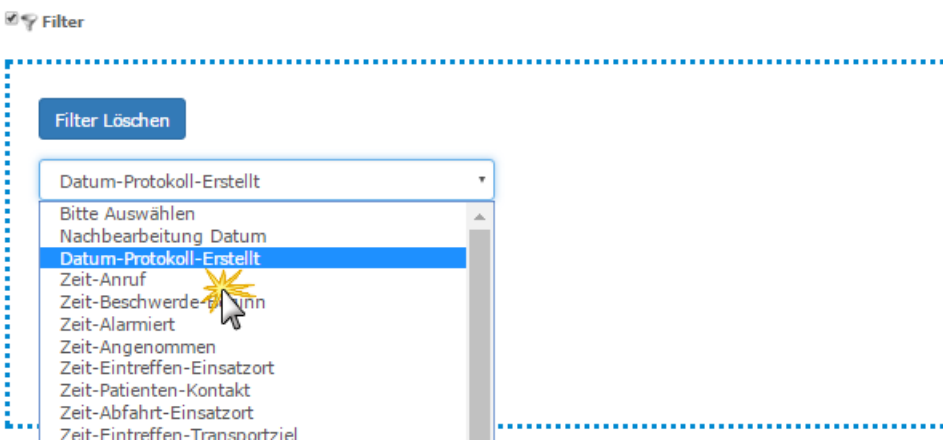 Filter
Filter Löschen
Datum-Protokoll-Erstellt
Bitte Auswählen
Nachbearbeitung Datum
Datum-Protokoll-Erstellt
Zeit-Anruf
Zeit-Beschwerde-Beginn
Zeit-Alarmiert
Zeit-Angenommen
Zeit-Eintreffen-Einsatzort
Zeit-Patienten-Kontakt
Zeit-Abfahrt-Einsatzort
Zeit-Eintreffen-Transportziel